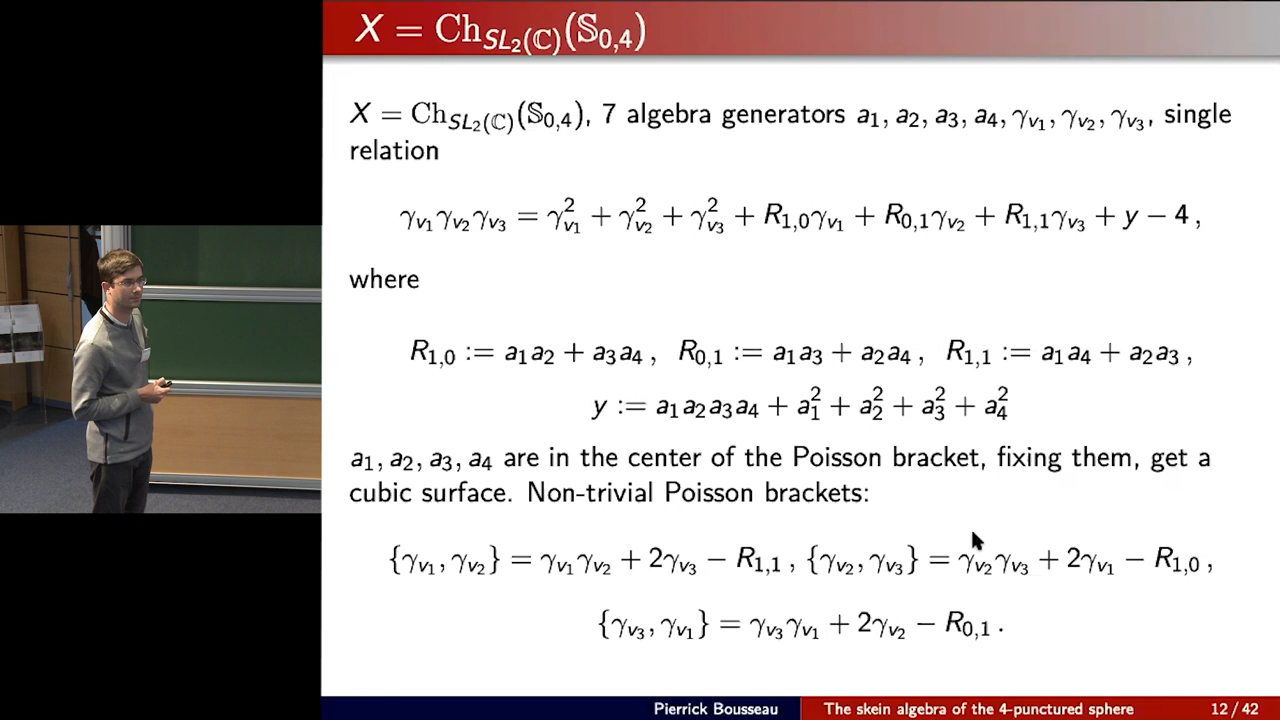 X = Ch_{SL_2(ℂ)}(𝕊_{0,4})
X = Ch_{SL_2(ℂ)}(𝕊_{0,4}), 7 algebra generators a_1, a_2, a_3, a_4, γ_{v_1}, γ_{v_2}, γ_{v_3}, single
relation
γ_{v_1}γ_{v_2}γ_{v_3} = γ_{v_1}^2 + γ_{v_2}^2 + γ_{v_3}^2 + R_{1,0}γ_{v_1} + R_{0,1}γ_{v_2} + R_{1,1}γ_{v_3} + y − 4 ,
where
R_{1,0} := a_1a_2 + a_3a_4 , R_{0,1} := a_1a_3 + a_2a_4 , R_{1,1} := a_1a_4 + a_2a_3 ,
y := a_1a_2a_3a_4 + a_1^2 + a_2^2 + a_3^2 + a_4^2
a_1, a_2, a_3, a_4 are in the center of the Poisson bracket, fixing them, get a
cubic surface. Non-trivial Poisson brackets:
{γ_{v_1}, γ_{v_2}} = γ_{v_1}γ_{v_2} + 2γ_{v_3} − R_{1,1} , {γ_{v_2}, γ_{v_3}} = γ_{v_2}γ_{v_3} + 2γ_{v_1} − R_{1,0} ,
{γ_{v_3}, γ_{v_1}} = γ_{v_3}γ_{v_1} + 2γ_{v_2} − R_{0,1} .
Pierrick Bousseau The skein algebra of the 4-punctured sphere 12 / 42